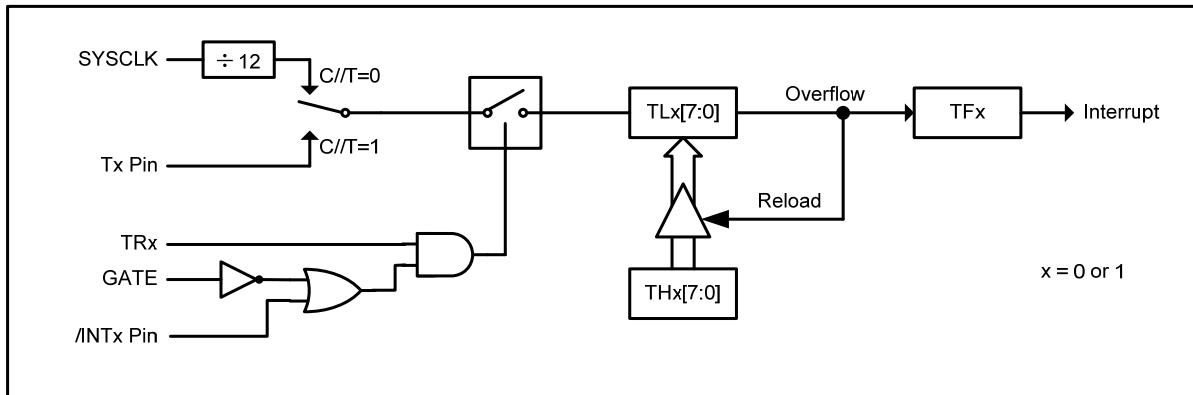 SYSCLK
÷ 12
C//T=0
C//T=1
Tx Pin
TRx
GATE
/INTx Pin
TLx[7:0]
Overflow
TFx
Interrupt
Reload
THx[7:0]
x = 0 or 1